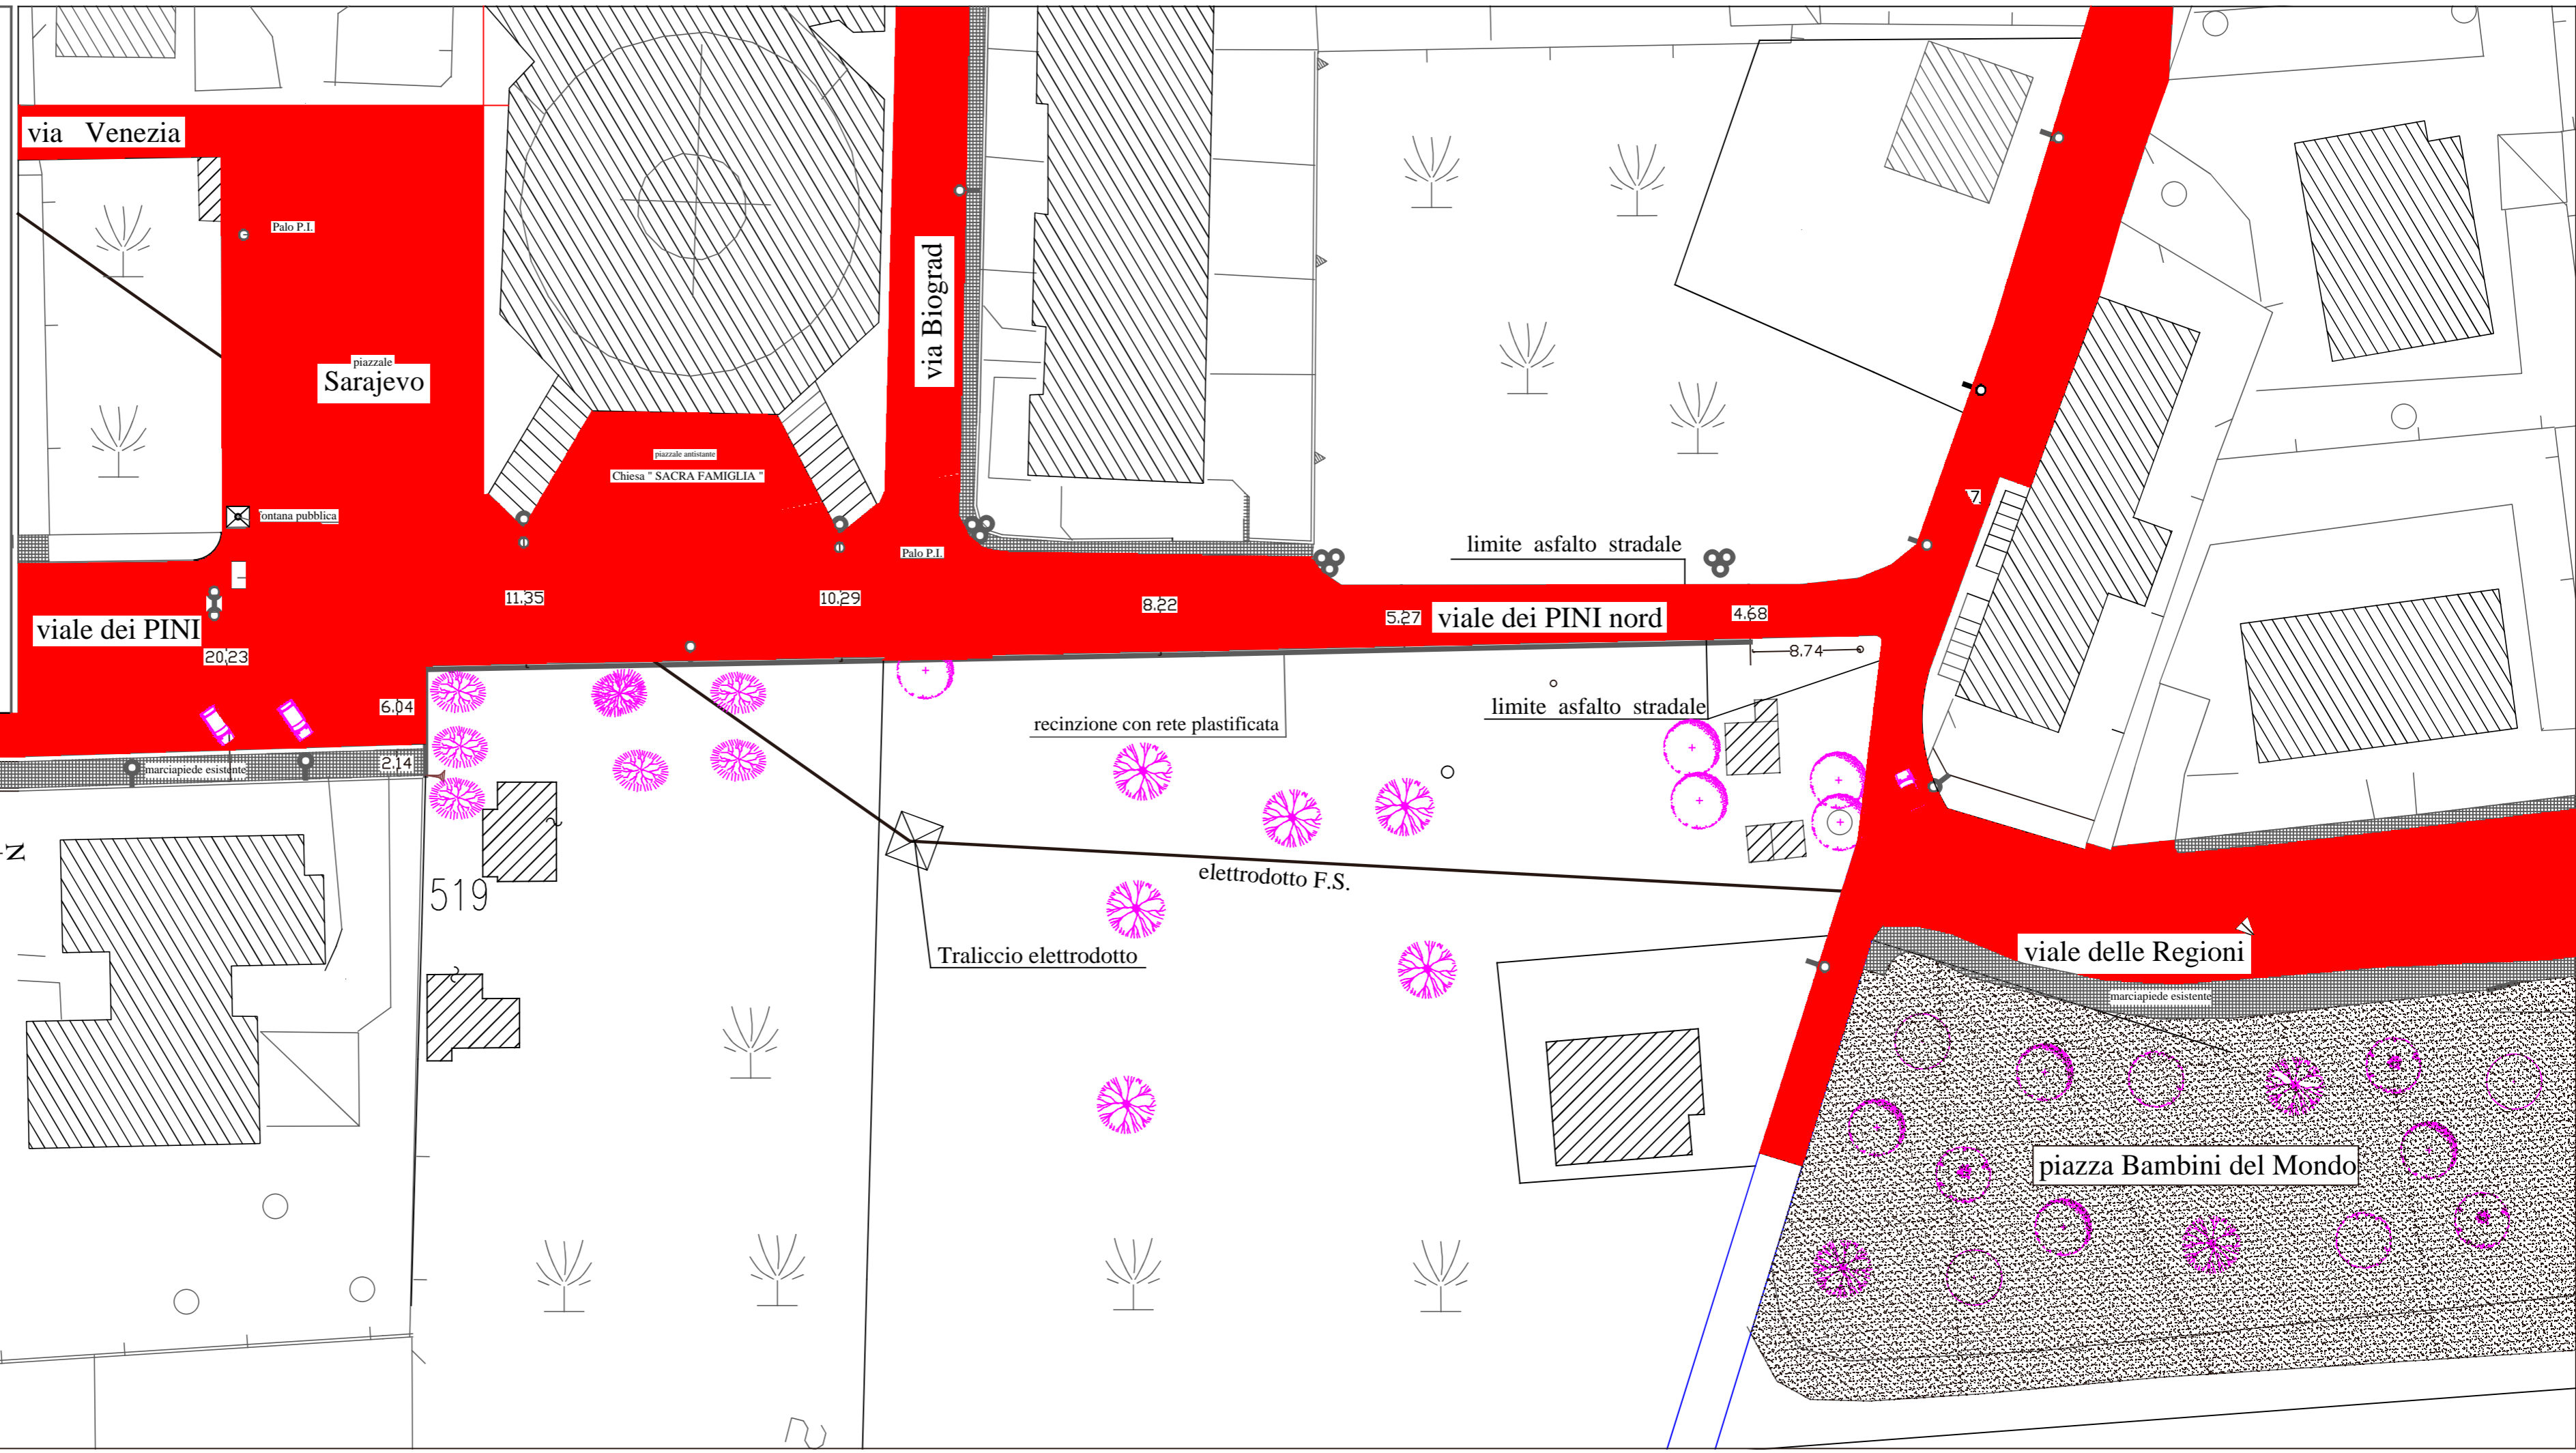 via Venezia
Palo P.I.
via Biograd
piazzale
Sarajevo
piazzale antistante
Chiesa " SACRA FAMIGLIA "
fontana pubblica
7
Palo P.I.
limite asfalto stradale
11.35
10.29
8.22
5.27
viale dei PINI nord
4.68
viale dei PINI
20.23
8.74
6.04
limite asfalto stradale
recinzione con rete plastificata
2.14
marciapiede esistente
N
519
elettrodotto F.S.
Traliccio elettrodotto
viale delle Regioni
marciapiede esistente
piazza Bambini del Mondo